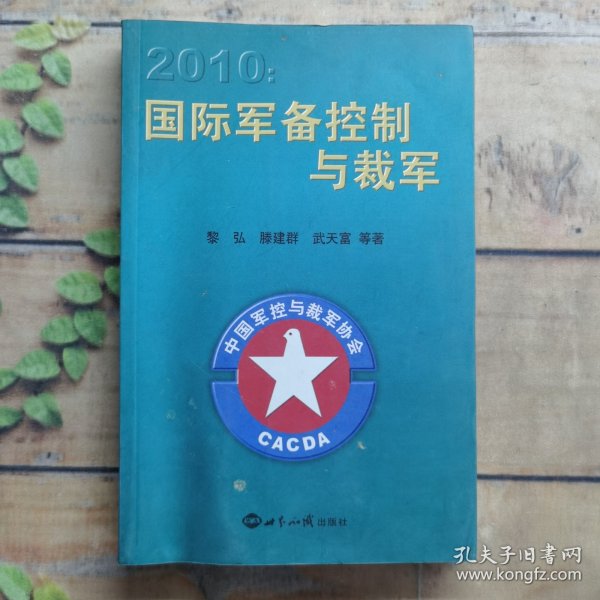 2010:
国际军备控制
与裁军
黎 弘 滕建群 武天富 等著
中国军控与裁军协会
CACDA
世界知识出版社
孔夫子旧书网
www.kongfz.com